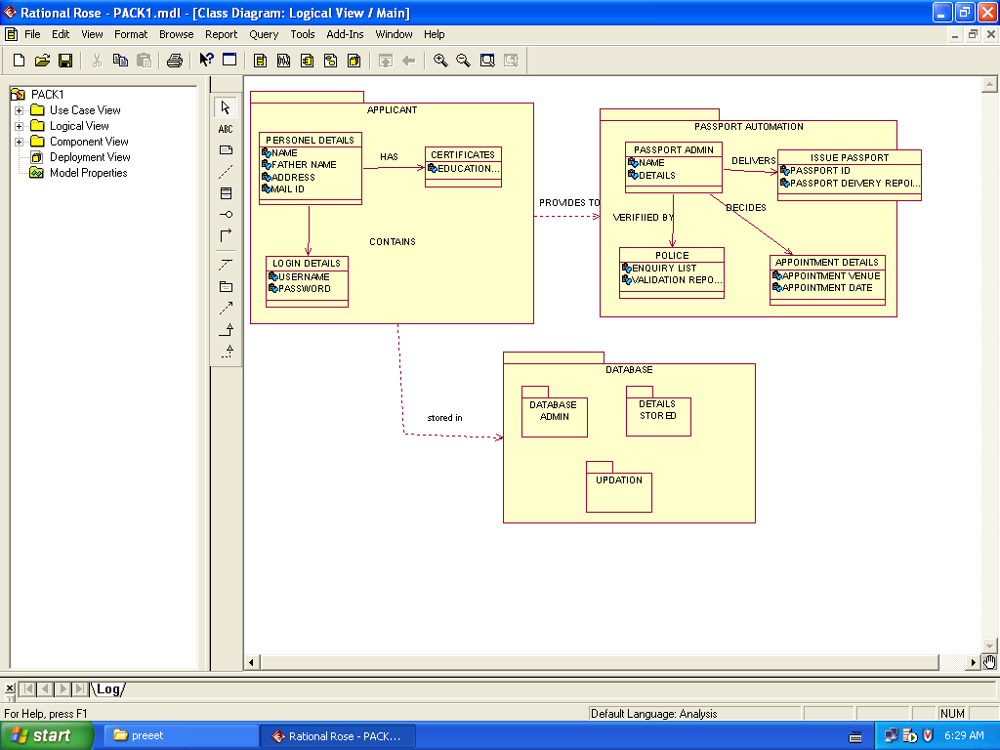 Rational Rose - PACK1.mdl - [Class Diagram: Logical View / Main]
File Edit View Format Browse Report Query Tools Add-Ins Window Help
PACK1
Use Case View
Logical View
Component View
Deployment View
Model Properties
ABC
APPLICANT
PERSONEL DETAILS
NAME
FATHER NAME
ADDRESS
MAIL ID
HAS
CERTIFICATES
EDUCATION...
CONTAINS
LOGIN DETAILS
USERNAME
PASSWORD
PROVIDES TO
PASSPORT AUTOMATION
PASSPORT ADMIN
NAME
DETAILS
DELIVERS
ISSUE PASSPORT
PASSPORT ID
PASSPORT DEIVERY REPOI...
VERIFIIED BY
DECIDES
POLICE
ENQUIRY LIST
VALIDATION REPO...
APPOINTMENT DETAILS
APPOINTMENT VENUE
APPOINTMENT DATE
stored in
DATABASE
DATABASE
ADMIN
DETAILS
STORED
UPDATION
Log
For Help, press F1
Default Language: Analysis
NUM
start
preeet
Rational Rose - PACK...
6:29 AM